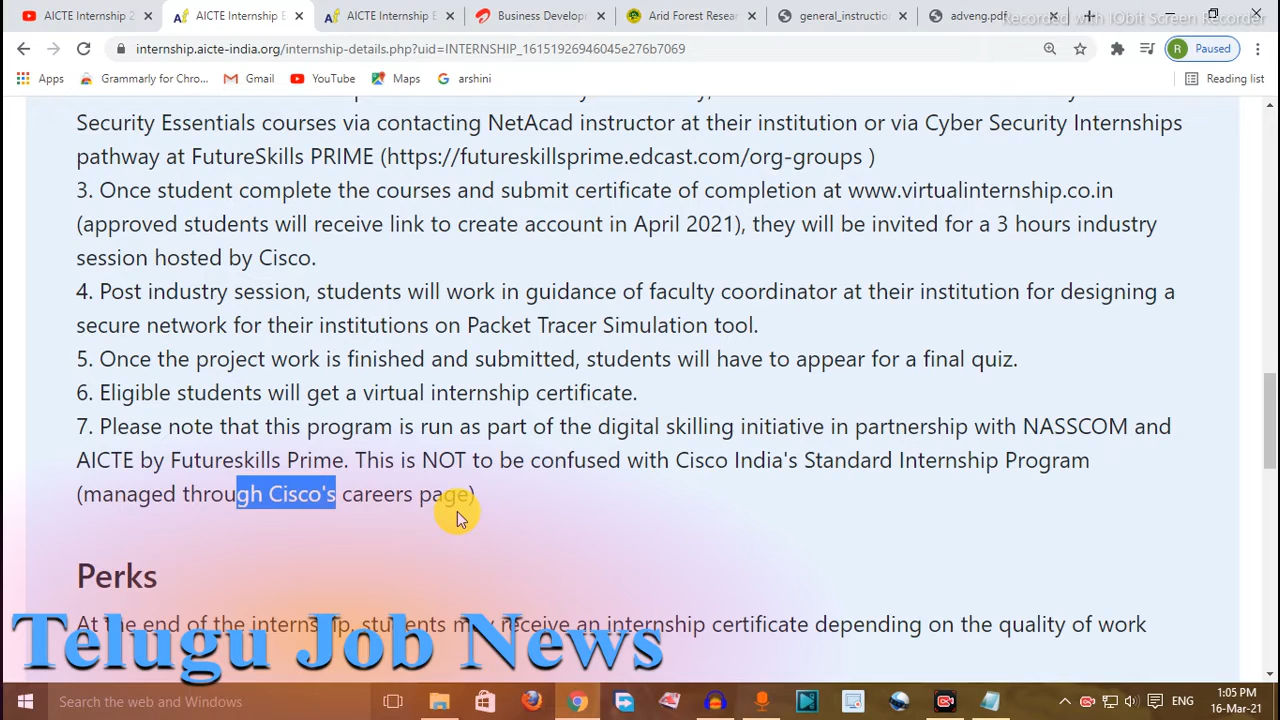 AICTE Internship 2
AICTE Internship E
AICTE Internship E
Business Develop
Arid Forest Resea
general_instructio
adveng.pdf
Recorded with IObit Screen Recorder
internship.aicte-india.org/internship-details.php?uid=INTERNSHIP_16151926946045e276b7069
R Paused
Apps Grammarly for Chro... Gmail YouTube Maps arshini Reading list
Security Essentials courses via contacting NetAcad instructor at their institution or via Cyber Security Internships
pathway at FutureSkills PRIME (https://futureskillsprime.edcast.com/org-groups )
3. Once student complete the courses and submit certificate of completion at www.virtualinternship.co.in
(approved students will receive link to create account in April 2021), they will be invited for a 3 hours industry
session hosted by Cisco.
4. Post industry session, students will work in guidance of faculty coordinator at their institution for designing a
secure network for their institutions on Packet Tracer Simulation tool.
5. Once the project work is finished and submitted, students will have to appear for a final quiz.
6. Eligible students will get a virtual internship certificate.
7. Please note that this program is run as part of the digital skilling initiative in partnership with NASSCOM and
AICTE by Futureskills Prime. This is NOT to be confused with Cisco India's Standard Internship Program
(managed through Cisco's careers page)
Perks
At the end of the internship, students may receive an internship certificate depending on the quality of work
Telugu Job News
Search the web and Windows
ENG
1:05 PM
16-Mar-21